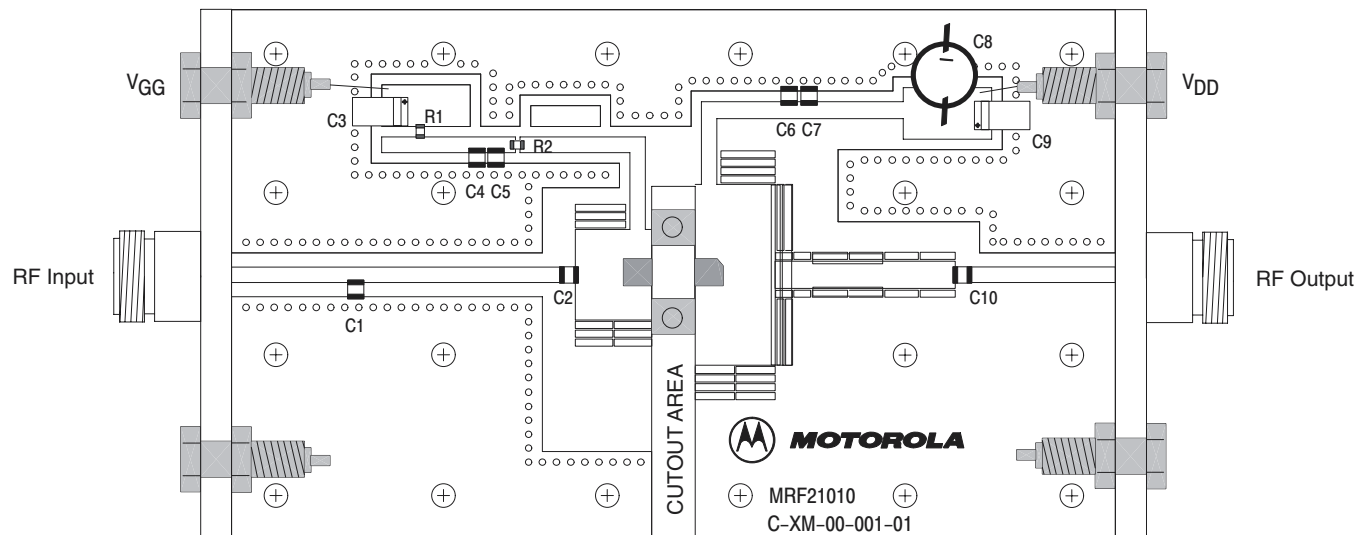 C8
VGG
VDD
C3
R1
C6 C7
C9
R2
C4 C5
RF Input
C2
C10
RF Output
C1
CUTOUT AREA
MOTOROLA
MRF21010
C-XM-00-001-01